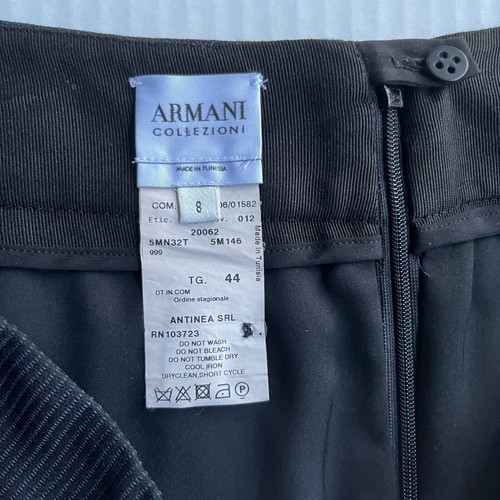 ARMANI
COLLEZIONI
MADE IN TUNISIA
8
COM. 06/01582
Etic. v. 012
20062
5MN32T 5M146
999
Made in Tunisia
TG. 44
DT.IN.COM
Ordine stagionale
ANTINEA SRL
RN103723
DO NOT WASH
DO NOT BLEACH
DO NOT TUMBLE DRY
COOL IRON
DRYCLEAN,SHORT CYCLE
P